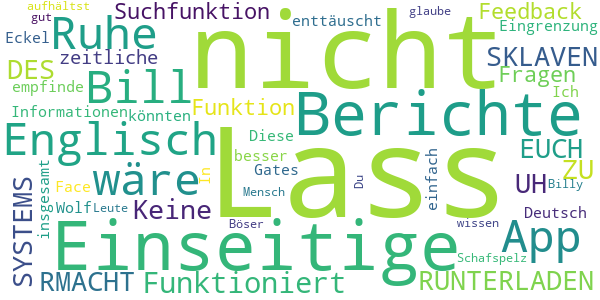 aufhältst
gut
Suchfunktion
glaube
Feedback
enttäuscht
Eingrenzung
Eckel
Ruhe
nicht
zeitliche
SKLAVEN
DES
Bill
Fragen
empfinde
Ich
Informationen
könnten
Funktion
Berichte
Englisch
Diese
EUCH
besser
wäre
Gates
In
Lass
einfach
ZU
SYSTEMS
insgesamt
Face
Mensch
Du
UH
Billy
Wolf
Leute
Keine
Böser
wissen
Deutsch
Einseitige
App
Schafspelz
RMACHT
Funktioniert
RUNTERLADEN